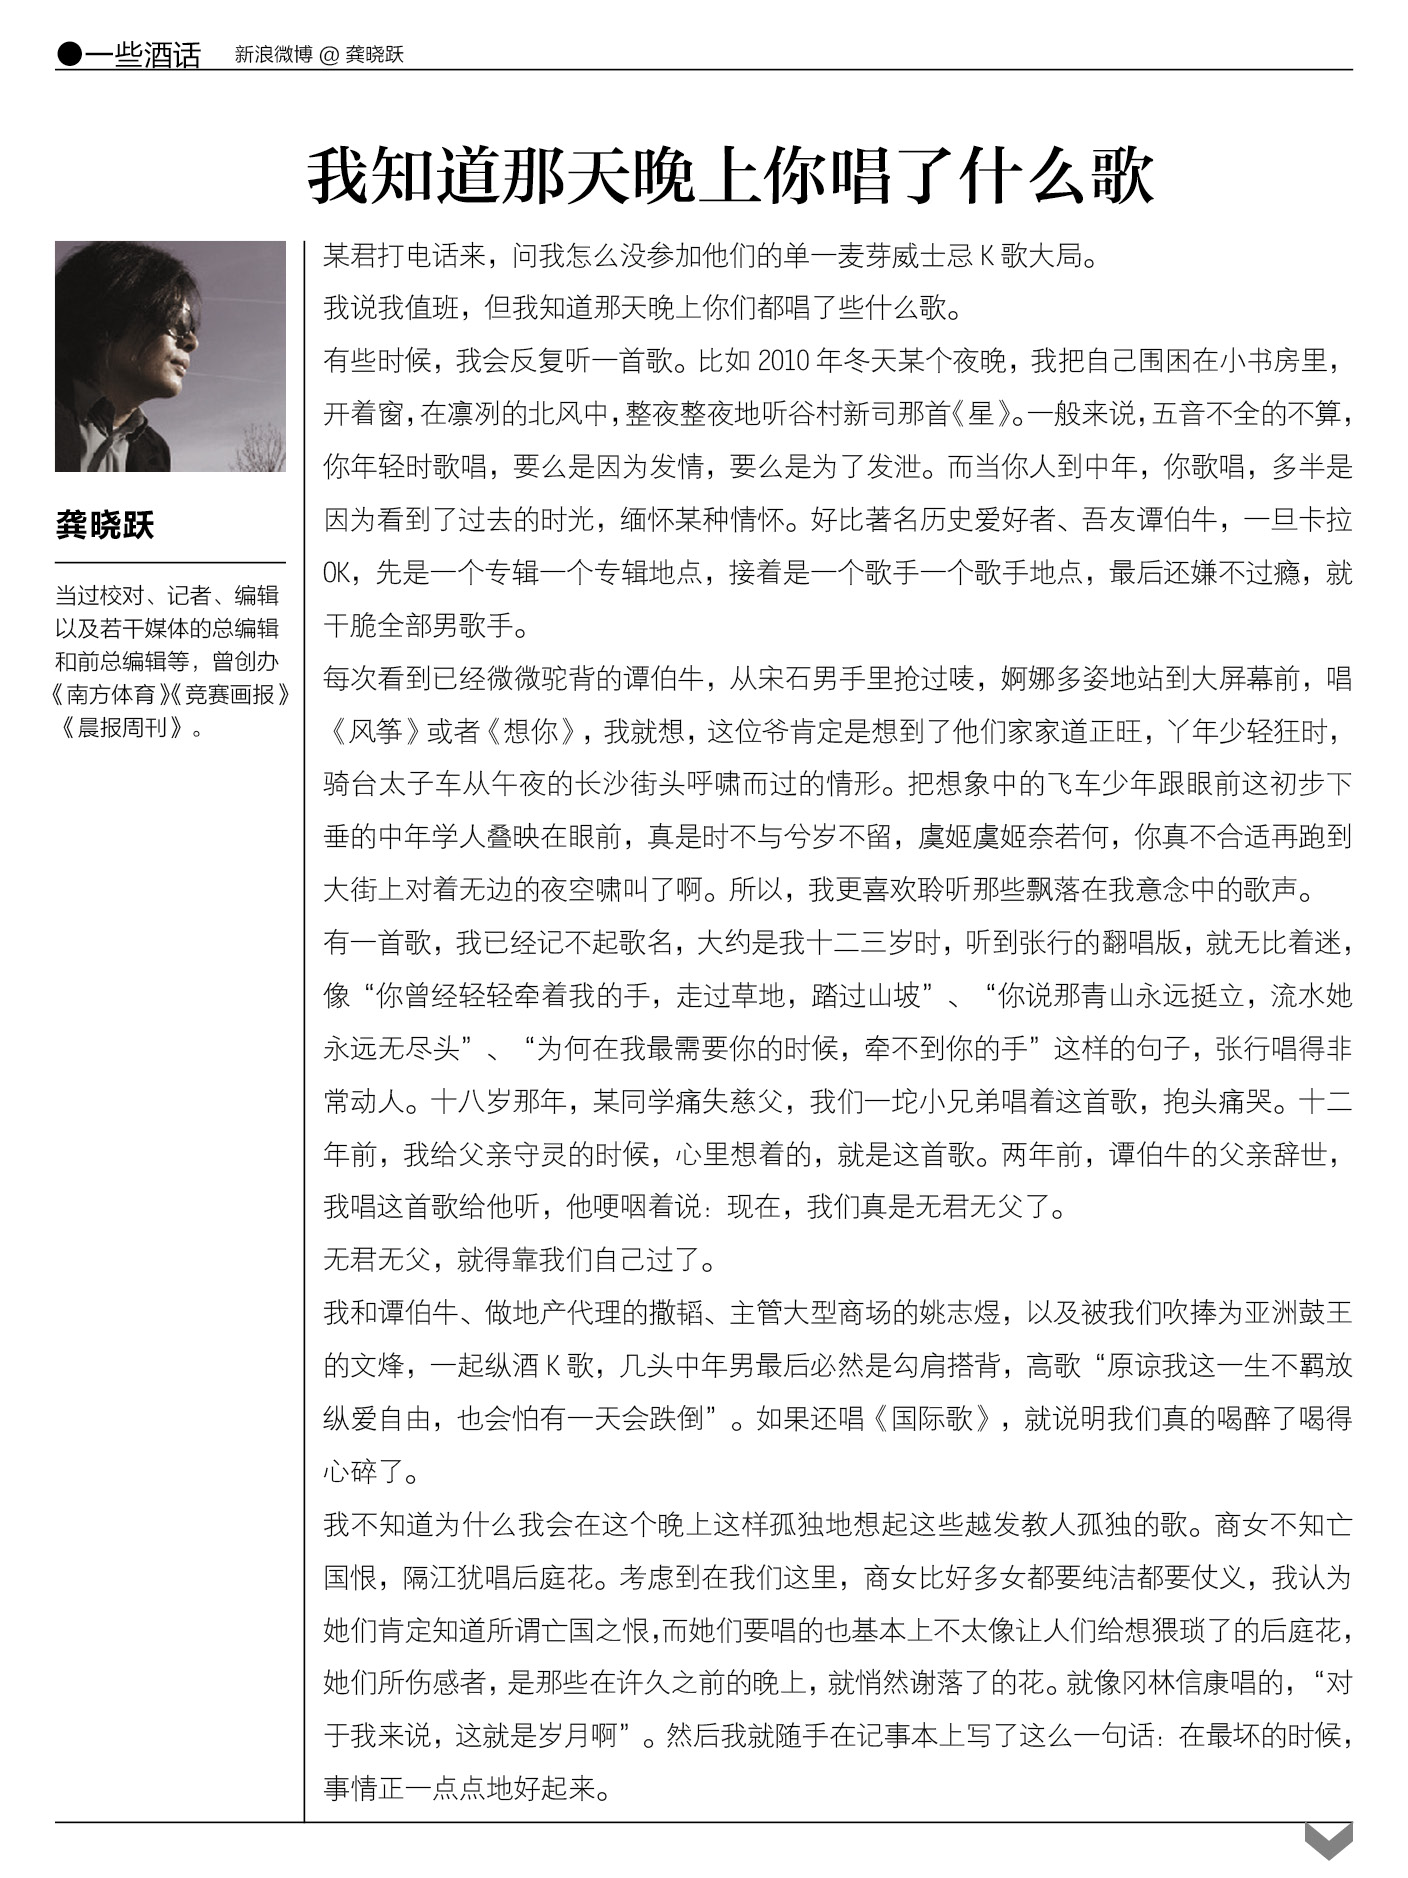 ●一些酒话 新浪微博 @ 龚晓跃
我知道那天晚上你唱了什么歌
龚晓跃
当过校对、记者、编辑
以及若干媒体的总编辑
和前总编辑等，曾创办
《南方体育》《竞赛画报》
《晨报周刊》。
某君打电话来，问我怎么没参加他们的单一麦芽威士忌 K 歌大局。
我说我值班，但我知道那天晚上你们都唱了些什么歌。
有些时候，我会反复听一首歌。比如 2010 年冬天某个夜晚，我把自己围困在小书房里，
开着窗，在凛冽的北风中，整夜整夜地听谷村新司那首《星》。一般来说，五音不全的不算，
你年轻时歌唱，要么是因为发情，要么是为了发泄。而当你人到中年，你歌唱，多半是
因为看到了过去的时光，缅怀某种情怀。好比著名历史爱好者、吾友谭伯牛，一旦卡拉
OK，先是一个专辑一个专辑地点，接着是一个歌手一个歌手地点，最后还嫌不过瘾，就
干脆全部男歌手。
每次看到已经微微驼背的谭伯牛，从宋石男手里抢过唛，婀娜多姿地站到大屏幕前，唱
《风筝》或者《想你》，我就想，这位爷肯定是想到了他们家家道正旺，丫年少轻狂时，
骑台太子车从午夜的长沙街头呼啸而过的情形。把想象中的飞车少年跟眼前这初步下
垂的中年学人叠映在眼前，真是时不与兮岁不留，虞姬虞姬奈若何，你真不合适再跑到
大街上对着无边的夜空啸叫了啊。所以，我更喜欢聆听那些飘落在我意念中的歌声。
有一首歌，我已经记不起歌名，大约是我十二三岁时，听到张行的翻唱版，就无比着迷，
像“你曾经轻轻牵着我的手，走过草地，踏过山坡”、“你说那青山永远挺立，流水她
永远无尽头”、“为何在我最需要你的时候，牵不到你的手”这样的句子，张行唱得非
常动人。十八岁那年，某同学痛失慈父，我们一坨小兄弟唱着这首歌，抱头痛哭。十二
年前，我给父亲守灵的时候，心里想着的，就是这首歌。两年前，谭伯牛的父亲辞世，
我唱这首歌给他听，他哽咽着说：现在，我们真是无君无父了。
无君无父，就得靠我们自己过了。
我和谭伯牛、做地产代理的撒韬、主管大型商场的姚志煜，以及被我们吹捧为亚洲鼓王
的文烽，一起纵酒 K 歌，几头中年男最后必然是勾肩搭背，高歌“原谅我这一生不羁放
纵爱自由，也会怕有一天会跌倒”。如果还唱《国际歌》，就说明我们真的喝醉了喝得
心碎了。
我不知道为什么我会在这个晚上这样孤独地想起这些越发教人孤独的歌。商女不知亡
国恨，隔江犹唱后庭花。考虑到在我们这里，商女比好多女都要纯洁都要仗义，我认为
她们肯定知道所谓亡国之恨，而她们要唱的也基本上不太像让人们给想猥琐了的后庭花，
她们所伤感者，是那些在许久之前的晚上，就悄然谢落了的花。就像冈林信康唱的，“对
于我来说，这就是岁月啊”。然后我就随手在记事本上写了这么一句话：在最坏的时候，
事情正一点点地好起来。